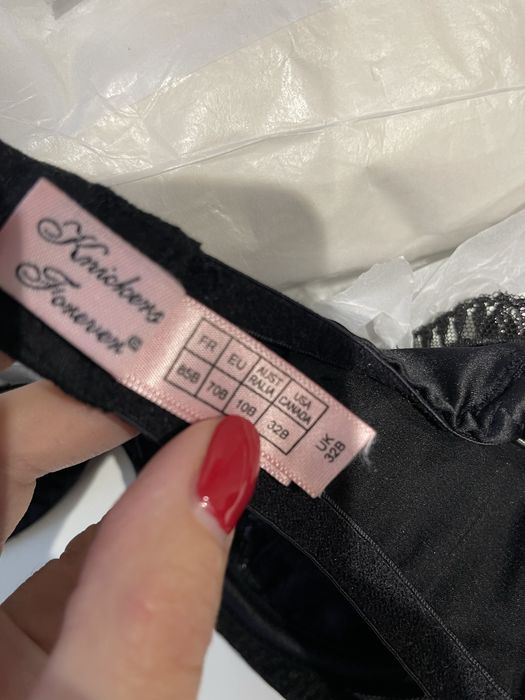 Knickers
Forever®
FR EU AUST RALIA USA CANADA
85B 70B 10B 32B
UK
32B